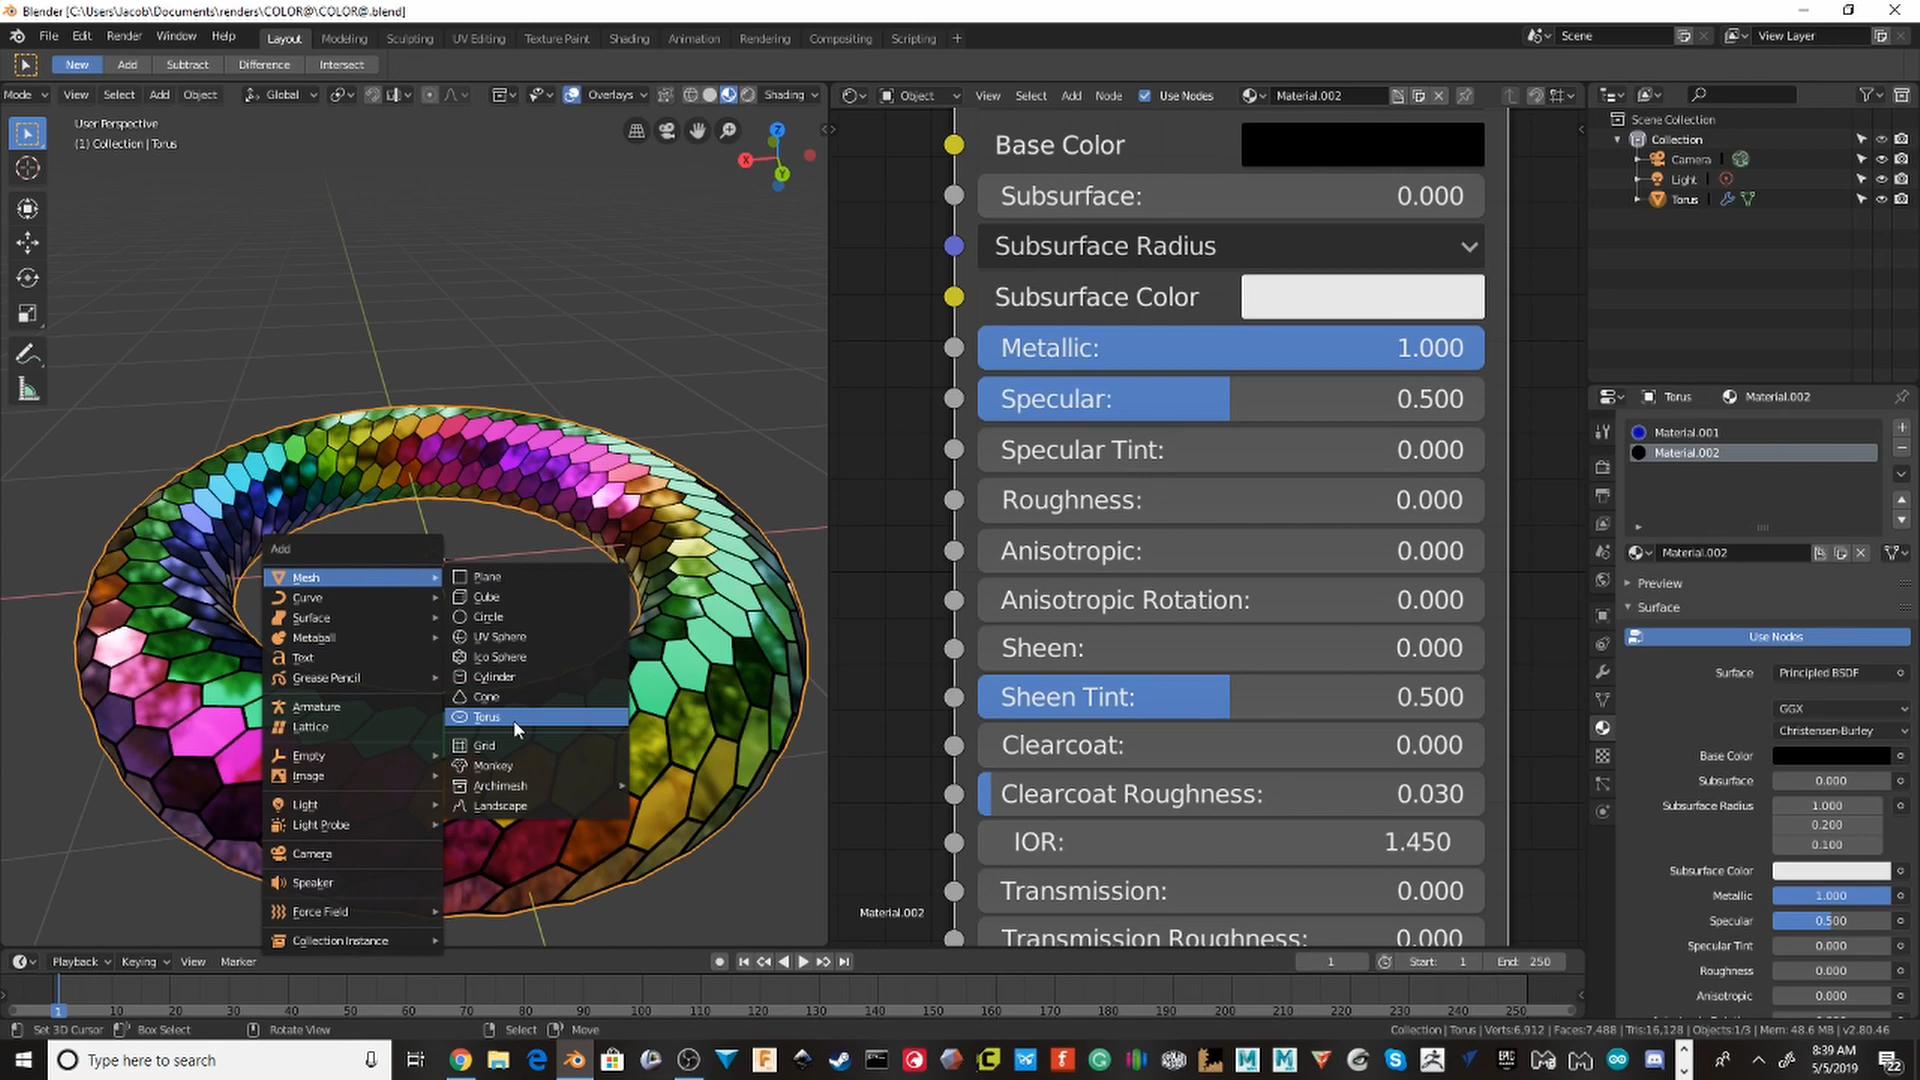 Blender [C:\Users\Jacob\Documents\renders\COLOR@\COLOR@.blend]
File Edit Render Window Help Layout Modeling Sculpting UV Editing Texture Paint Shading Animation Rendering Compositing Scripting + Scene View Layer
New Add Subtract Difference Intersect
Mode View Select Add Object Global Overlays Shading Object View Select Add Node Use Nodes Material.002
User Perspective
(1) Collection | Torus
Z
X
Y
Base Color
Subsurface: 0.000
Subsurface Radius
Subsurface Color
Metallic: 1.000
Specular: 0.500
Specular Tint: 0.000
Roughness: 0.000
Anisotropic: 0.000
Anisotropic Rotation: 0.000
Sheen: 0.000
Sheen Tint: 0.500
Clearcoat: 0.000
Clearcoat Roughness: 0.030
IOR: 1.450
Transmission: 0.000
Transmission Roughness: 0.000
Material.002
Add
Mesh
Curve
Surface
Metaball
Text
Grease Pencil
Armature
Lattice
Empty
Image
Light
Light Probe
Camera
Speaker
Force Field
Collection Instance
Plane
Cube
Circle
UV Sphere
Ico Sphere
Cylinder
Cone
Torus
Grid
Monkey
Archimesh
Landscape
Scene Collection
Collection
Camera
Light
Torus
Torus Material.002
Material.001
Material.002
Material.002
Preview
Surface
Use Nodes
Surface Principled BSDF
GGX
Christensen-Burley
Base Color
Subsurface 0.000
Subsurface Radius 1.000
0.200
0.100
Subsurface Color
Metallic 1.000
Specular 0.500
Specular Tint 0.000
Roughness 0.000
Anisotropic 0.000
Playback Keying View Marker 1 Start: 1 End: 250
1 10 20 30 40 50 60 70 80 90 100 110 120 130 140 150 160 170 180 190 200 210 220 230 240 250
Set 3D Cursor Box Select Rotate View Select Move Collection | Torus | Verts:6,912 | Faces:7,488 | Tris:16,128 | Objects:1/3 | Mem: 48.6 MB | v2.80.46
Type here to search
8:39 AM
5/5/2019
22